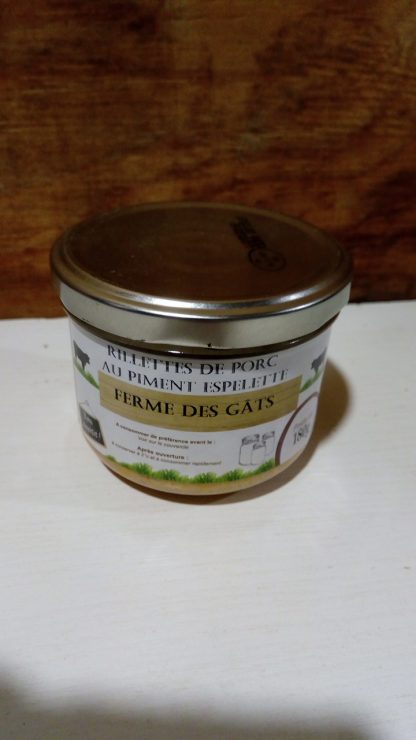 RILLETTES DE PORC
AU PIMENT ESPELETTE
FERME DES GÂTS
A consommer de préférence avant le :
Voir sur le couvercle
Après ouverture :
A conserver à 3°c et à consommer rapidement
180g